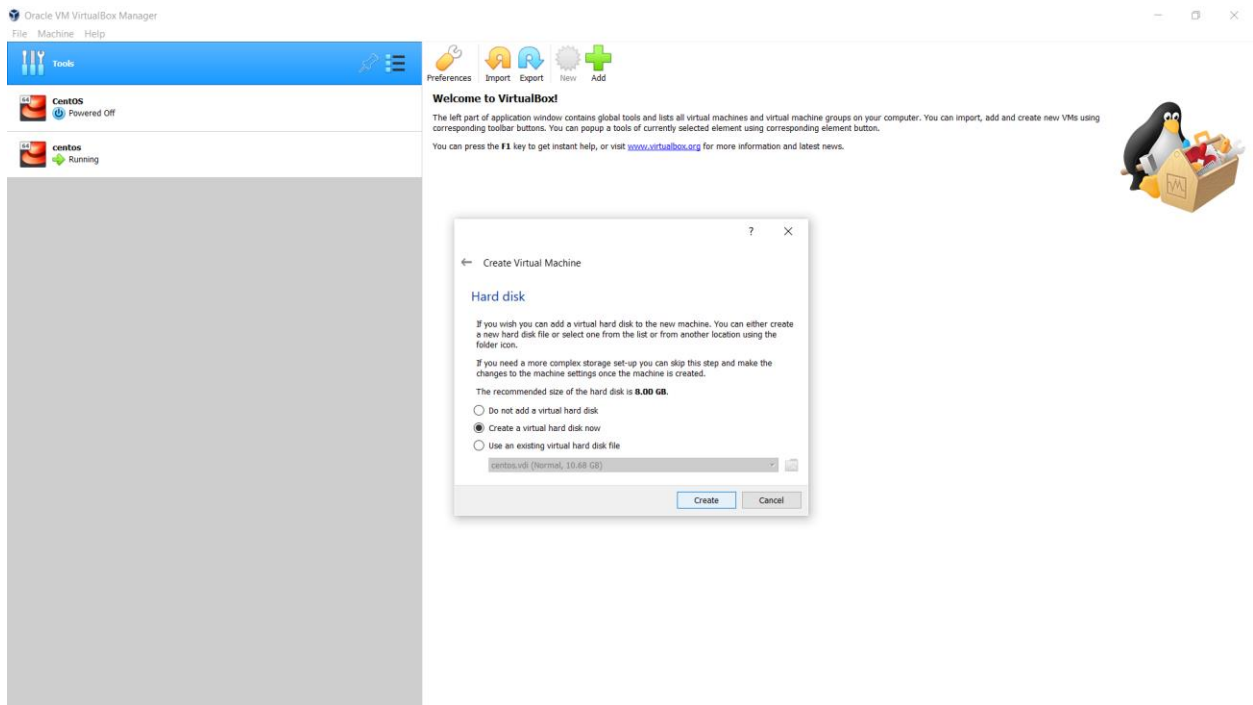 Oracle VM VirtualBox Manager
File Machine Help
Tools
Preferences Import Export New Add
64
CentOS
Powered Off
64
centos
Running
Welcome to VirtualBox!
The left part of application window contains global tools and lists all virtual machines and virtual machine groups on your computer. You can import, add and create new VMs using
corresponding toolbar buttons. You can popup a tools of currently selected element using corresponding element button.
You can press the F1 key to get instant help, or visit www.virtualbox.org for more information and latest news.
?
Create Virtual Machine
Hard disk
If you wish you can add a virtual hard disk to the new machine. You can either create
a new hard disk file or select one from the list or from another location using the
folder icon.
If you need a more complex storage set-up you can skip this step and make the
changes to the machine settings once the machine is created.
The recommended size of the hard disk is 8.00 GB.
Do not add a virtual hard disk
Create a virtual hard disk now
Use an existing virtual hard disk file
centos.vdi (Normal, 10.68 GB)
Create Cancel